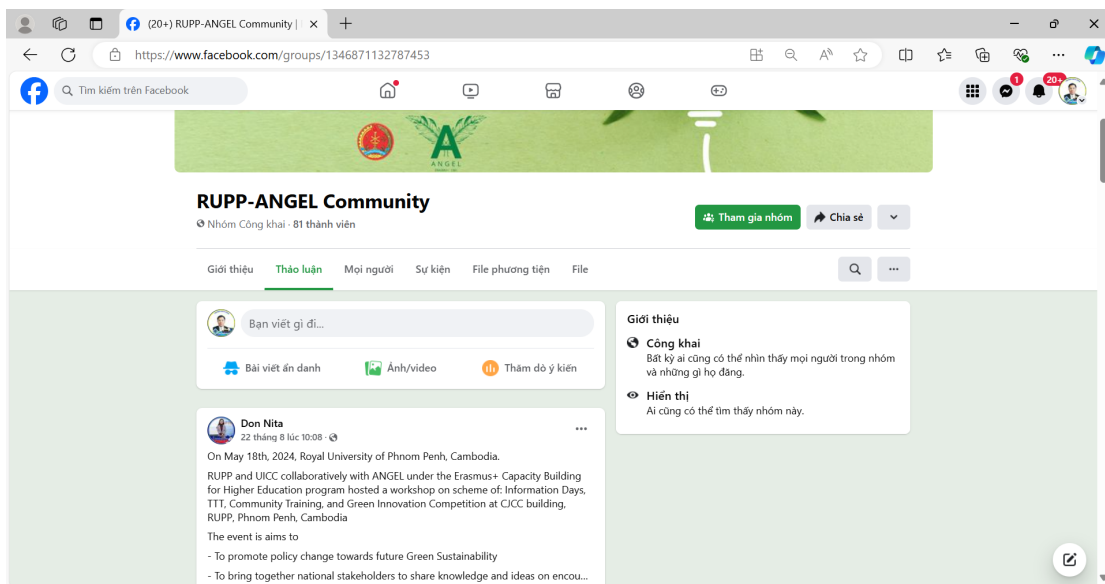 (20+) RUPP-ANGEL Community |
https://www.facebook.com/groups/1346871132787453
Tìm kiếm trên Facebook
1
20+
A
ANGEL
RUPP-ANGEL Community
Nhóm Công khai · 81 thành viên
Tham gia nhóm
Chia sẻ
Giới thiệu
Thảo luận
Mọi người
Sự kiện
File phương tiện
File
Bạn viết gì đi...
Bài viết ẩn danh
Ảnh/video
Thăm dò ý kiến
Giới thiệu
Công khai
Bất kỳ ai cũng có thể nhìn thấy mọi người trong nhóm
và những gì họ đăng.
Hiển thị
Ai cũng có thể tìm thấy nhóm này.
Don Nita
22 tháng 8 lúc 10:08 ·
On May 18th, 2024, Royal University of Phnom Penh, Cambodia.
RUPP and UICC collaboratively with ANGEL under the Erasmus+ Capacity Building
for Higher Education program hosted a workshop on scheme of: Information Days,
TTT, Community Training, and Green Innovation Competition at CJCC building,
RUPP, Phnom Penh, Cambodia
The event is aims to
- To promote policy change towards future Green Sustainability
- To bring together national stakeholders to share knowledge and ideas on encou...